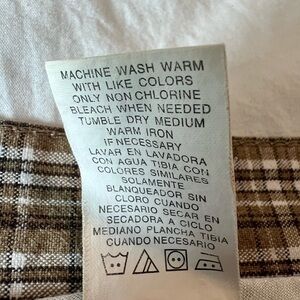 MACHINE WASH WARM
WITH LIKE COLORS
ONLY NON CHLORINE
BLEACH WHEN NEEDED
TUMBLE DRY MEDIUM
WARM IRON
IF NECESSARY
LAVAR EN LAVADORA
CON AGUA TIBIA CON
COLORES SIMILARES
SOLAMENTE
BLANQUEADOR SIN
CLORO CUANDO
NECESARIO SECAR EN
SECADORA A CICLO
MEDIANO PLANCHA TIBIA
CUANDO NECESARIO